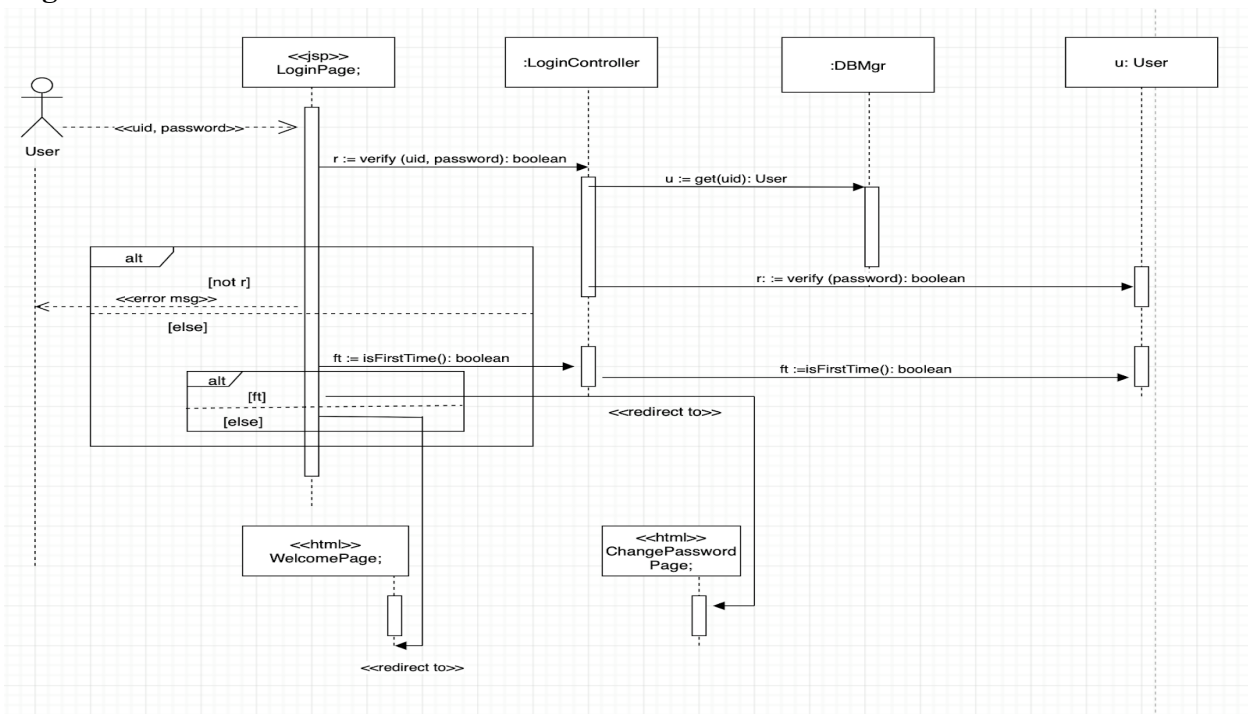 <<jsp>>
LoginPage;
:LoginController
:DBMgr
u: User
<<uid, password>>
User
r := verify (uid, password): boolean
u := get(uid): User
alt
[not r]
<<error msg>>
r: := verify (password): boolean
[else]
ft := isFirstTime(): boolean
ft :=isFirstTime(): boolean
alt
[ft]
<<redirect to>>
[else]
<<html>>
WelcomePage;
<<html>>
ChangePassword
Page;
<<redirect to>>